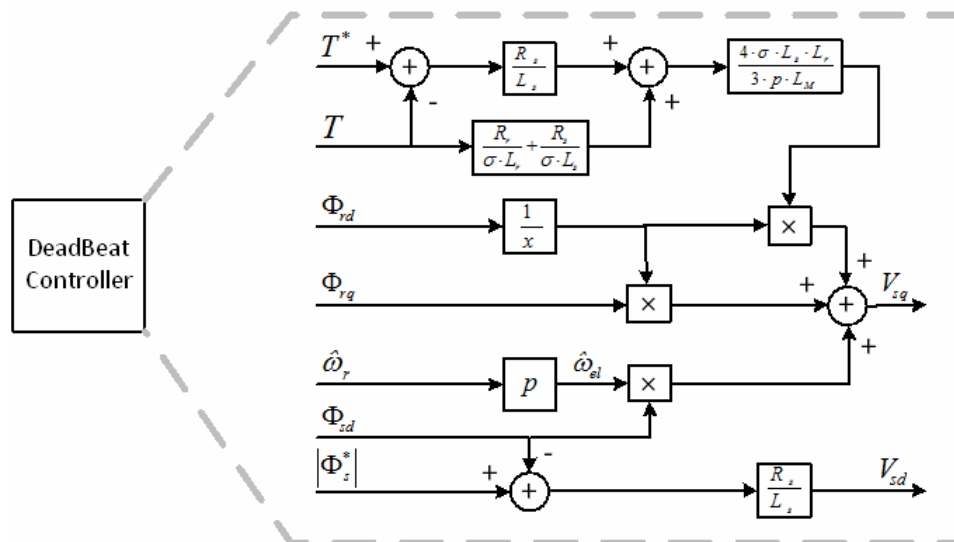 T* + + + R_s / L_s 4·σ·L_s·L_r / 3·p·L_M
- +
T R_r / σ·L_r + R_s / σ·L_s
Φ_rd 1 / x ×
DeadBeat
Controller
+
Φ_rq × + + V_sq
+
ω̂_r p ω̂_el ×
Φ_sd
-
|Φ_s*| + + R_s / L_s V_sd